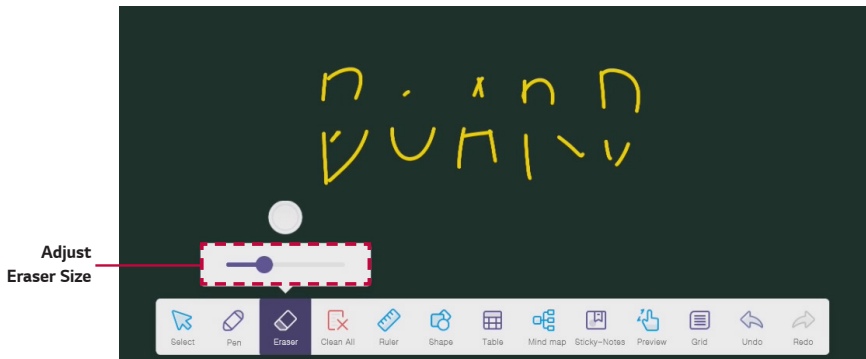 Adjust
Eraser Size
Select Pen Eraser Clean All Ruler Shape Table Mind map Sticky-Notes Preview Grid Undo Redo